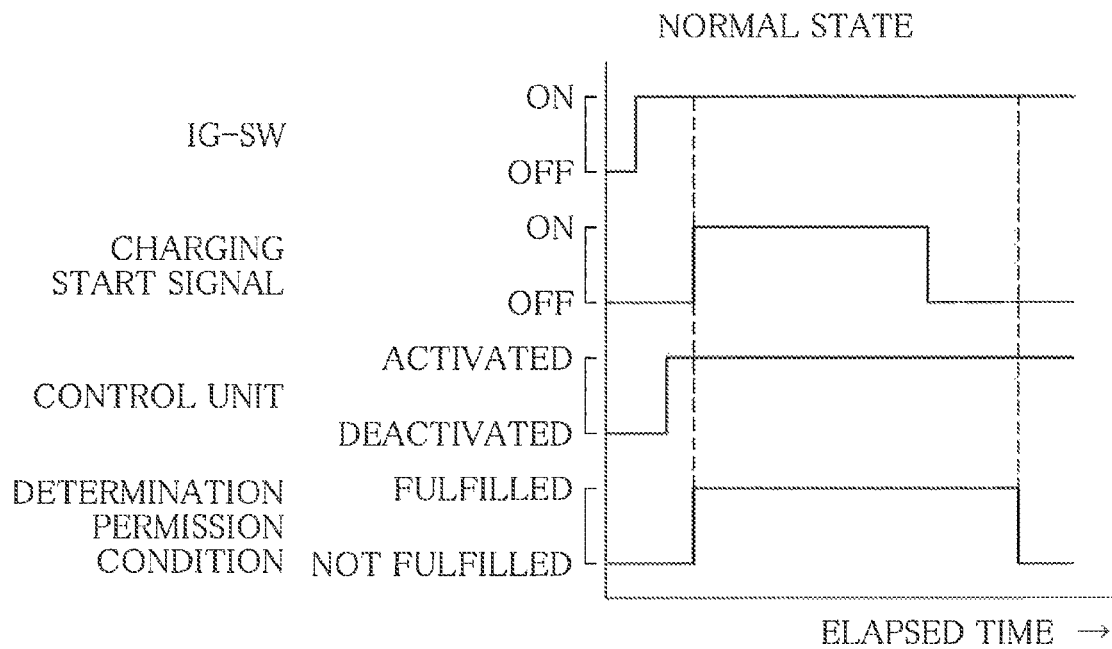 NORMAL STATE
ON
IG-SW
OFF
ON
CHARGING
START SIGNAL
OFF
ACTIVATED
CONTROL UNIT
DEACTIVATED
DETERMINATION
PERMISSION
CONDITION
FULFILLED
NOT FULFILLED
ELAPSED TIME →